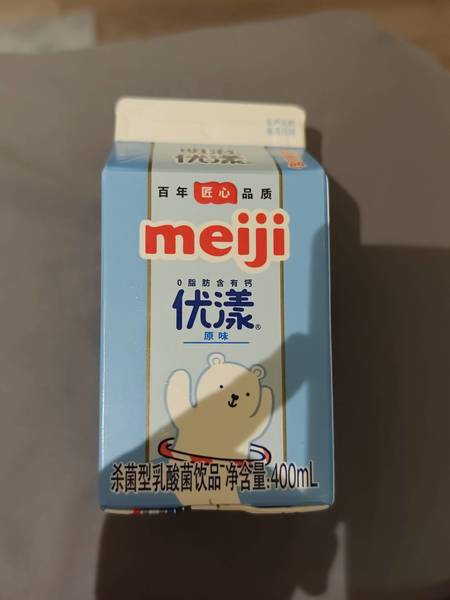 优漾
百年 匠心 品质
meiji
0脂肪含有钙
优漾®
原味
杀菌型乳酸菌饮品 净含量:400mL